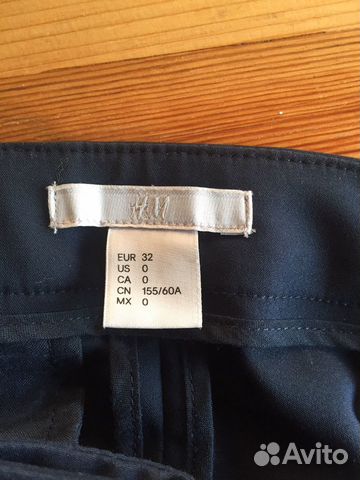 H&M
EUR 32
US 0
CA 0
CN 155/60A
MX 0
Avito